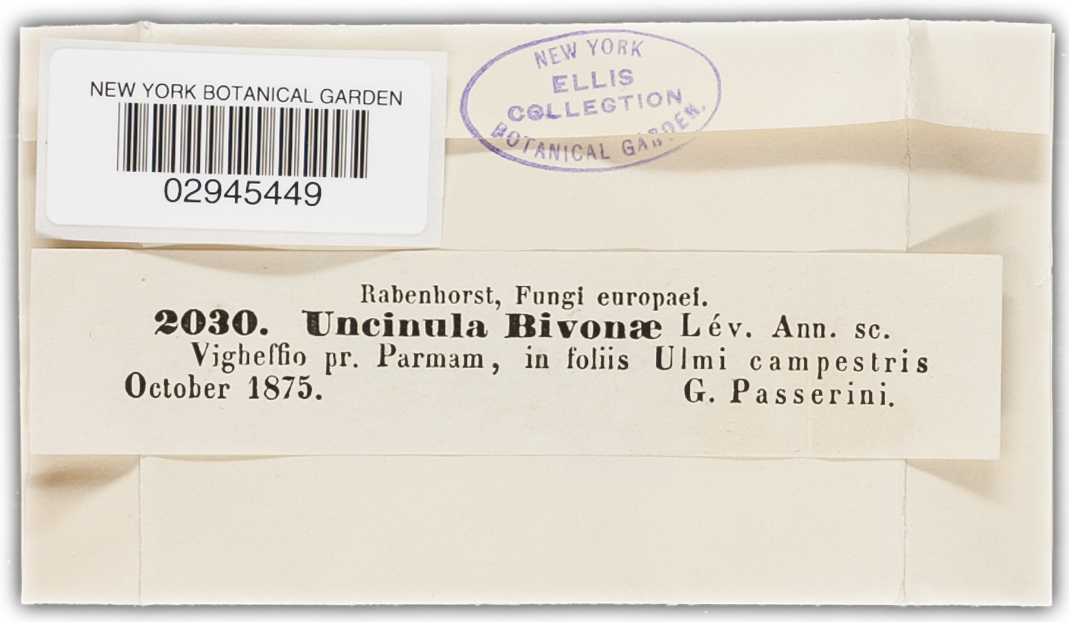 NEW YORK BOTANICAL GARDEN
02945449
NEW YORK
ELLIS
COLLECTION
BOTANICAL GARDEN.
Rabenhorst, Fungi europaei.
2030. Uncinula Bivonæ Lév. Ann. sc.
Vigheffio pr. Parmam, in foliis Ulmi campestris
October 1875. G. Passerini.